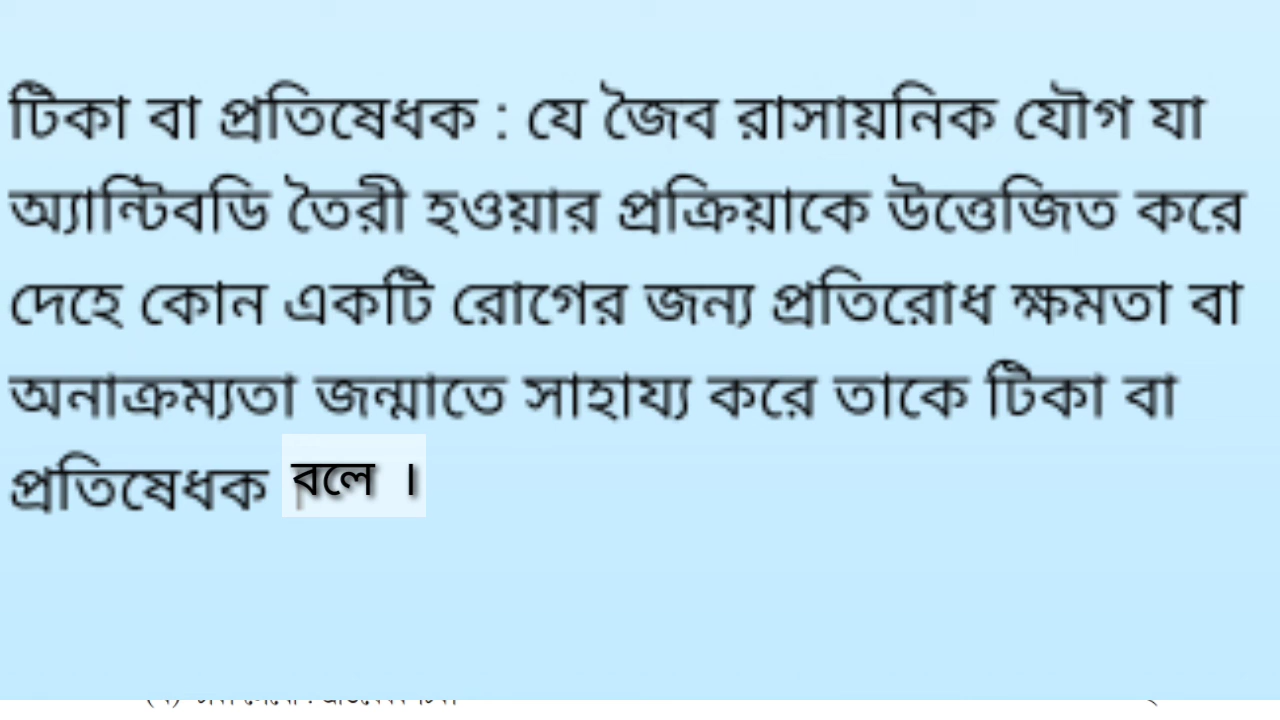 টিকা বা প্রতিষেধক : যে জৈব রাসায়নিক যৌগ যা
অ্যান্টিবডি তৈরী হওয়ার প্রক্রিয়াকে উত্তেজিত করে
দেহে কোন একটি রোগের জন্য প্রতিরোধ ক্ষমতা বা
অনাক্রম্যতা জন্মাতে সাহায্য করে তাকে টিকা বা
প্রতিষেধক বলে ।